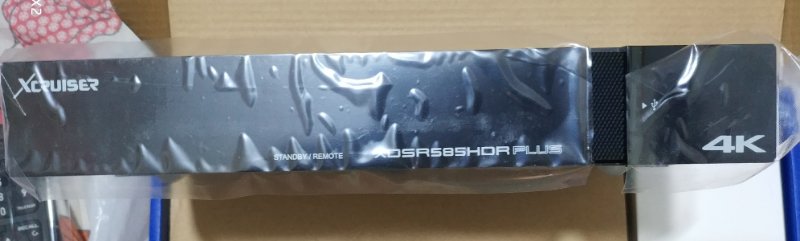 XCRUISER
STANDBY / REMOTE
XDSR585HDR PLUS
4K